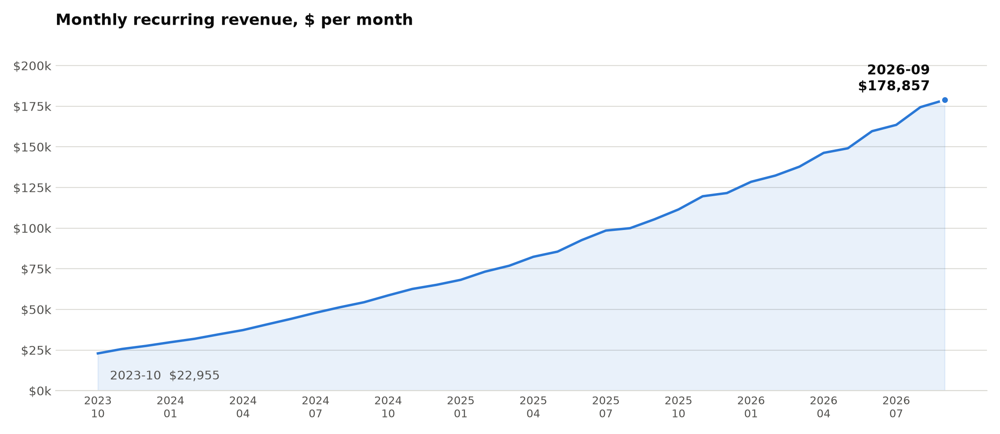 Monthly recurring revenue, $ per month
$200k
2026-09
$178,857
$175k
$150k
$125k
$100k
$75k
$50k
$25k
2023-10  $22,955
$0k
2023 2024 2024 2024 2024 2025 2025 2025 2025 2026 2026 2026
10 01 04 07 10 01 04 07 10 01 04 07